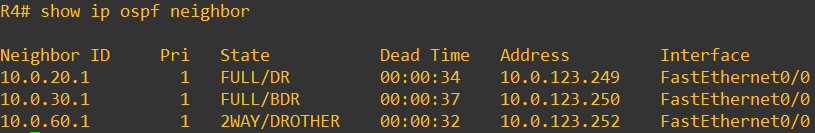 R4# show ip ospf neighbor
Neighbor ID Pri State Dead Time Address Interface
10.0.20.1 1 FULL/DR 00:00:34 10.0.123.249 FastEthernet0/0
10.0.30.1 1 FULL/BDR 00:00:37 10.0.123.250 FastEthernet0/0
10.0.60.1 1 2WAY/DROTHER 00:00:32 10.0.123.252 FastEthernet0/0